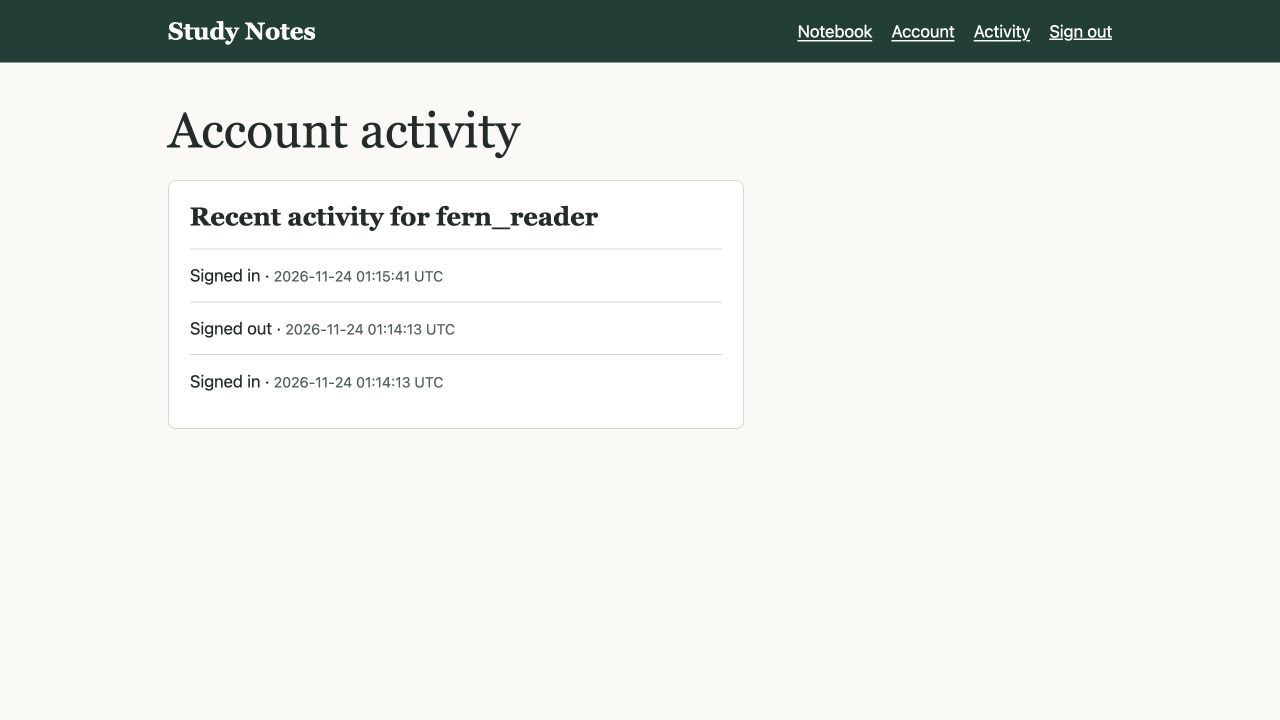 Study Notes
Notebook Account Activity Sign out
Account activity
Recent activity for fern_reader
Signed in · 2026-11-24 01:15:41 UTC
Signed out · 2026-11-24 01:14:13 UTC
Signed in · 2026-11-24 01:14:13 UTC